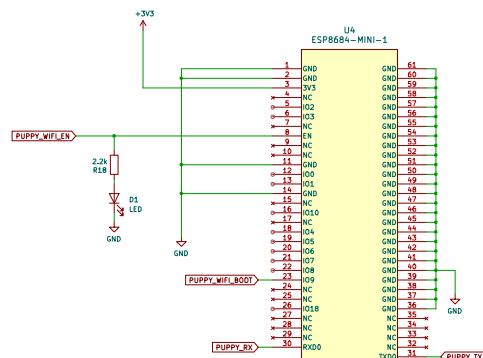 +3V3
U4
ESP8684-MINI-1
1 GND GND 61
2 GND GND 60
3 3V3 GND 59
4 NC GND 58
5 IO2 GND 57
6 IO3 GND 56
7 NC GND 55
PUPPY_WIFI_EN 8 EN GND 54
9 NC GND 53
10 NC GND 52
11 GND GND 51
2.2k
R18
12 IO0 GND 50
13 IO1 GND 49
14 GND GND 48
D1
LED
15 NC GND 47
16 IO10 GND 46
17 NC GND 45
18 IO4 GND 44
GND
19 IO5 GND 43
20 IO6 GND 42
GND
21 IO7 GND 41
22 IO8 GND 40
PUPPY_WIFI_BOOT 23 IO9 GND 39
24 NC GND 38
25 NC GND 37
26 IO18 GND 36
GND
27 NC NC 35
28 NC NC 34
29 NC NC 33
PUPPY_RX 30 RXD0 NC 32
TXD0 31 PUPPY_TX